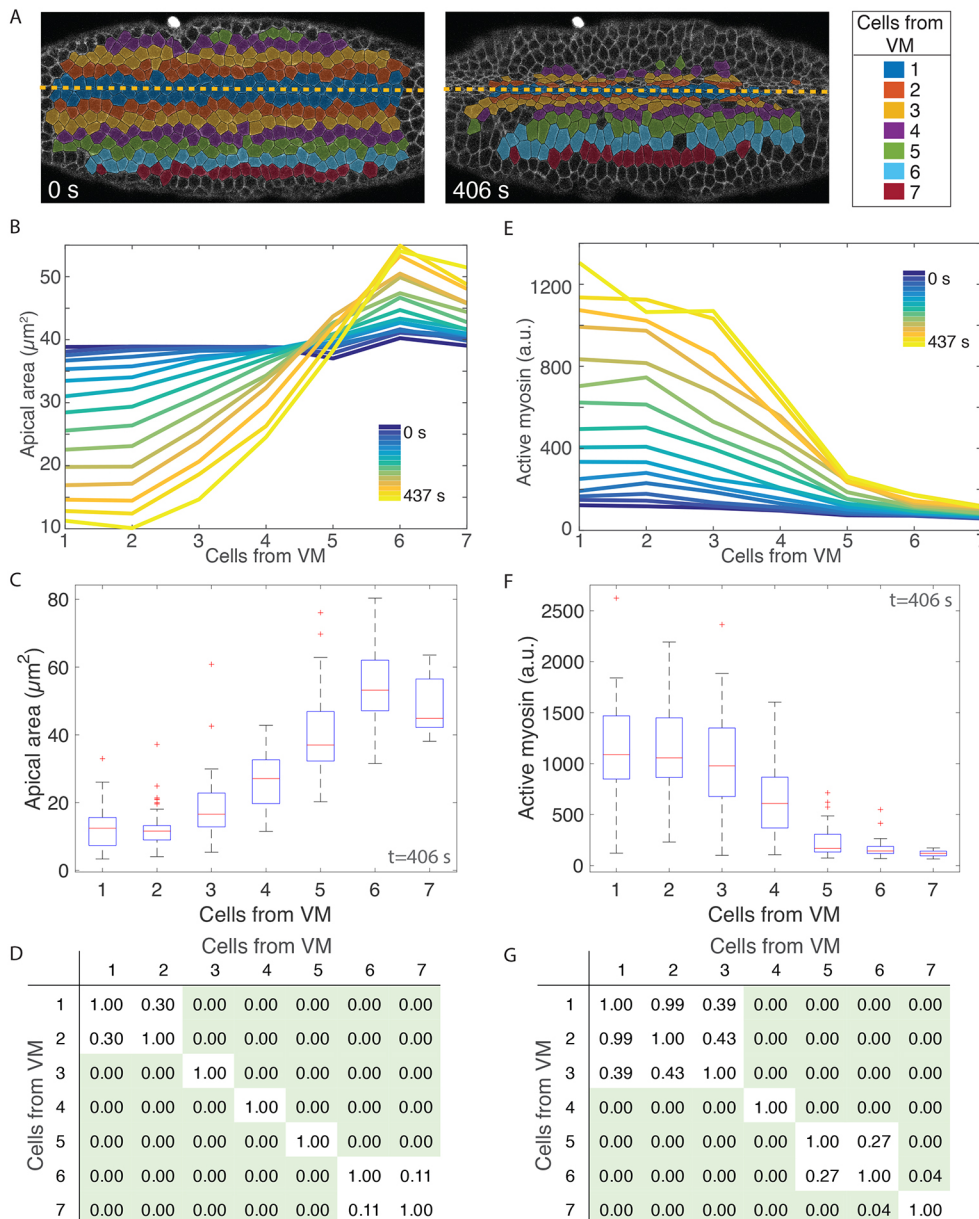 A
0 s
406 s
Cells from
VM
1
2
3
4
5
6
7
B
50
40
30
20
10
Apical area (µm²)
0 s
437 s
1 2 3 4 5 6 7
Cells from VM
E
1200
800
400
0
Active myosin (a.u.)
0 s
437 s
1 2 3 4 5 6 7
Cells from VM
C
80
60
40
20
0
Apical area (µm²)
t=406 s
1 2 3 4 5 6 7
Cells from VM
F
2500
2000
1500
1000
500
0
Active myosin (a.u.)
t=406 s
1 2 3 4 5 6 7
Cells from VM
D
Cells from VM
1 2 3 4 5 6 7
Cells from VM
1 1.00 0.30 0.00 0.00 0.00 0.00 0.00
2 0.30 1.00 0.00 0.00 0.00 0.00 0.00
3 0.00 0.00 1.00 0.00 0.00 0.00 0.00
4 0.00 0.00 0.00 1.00 0.00 0.00 0.00
5 0.00 0.00 0.00 0.00 1.00 0.00 0.00
6 0.00 0.00 0.00 0.00 0.00 1.00 0.11
7 0.00 0.00 0.00 0.00 0.00 0.11 1.00
G
Cells from VM
1 2 3 4 5 6 7
Cells from VM
1 1.00 0.99 0.39 0.00 0.00 0.00 0.00
2 0.99 1.00 0.43 0.00 0.00 0.00 0.00
3 0.39 0.43 1.00 0.00 0.00 0.00 0.00
4 0.00 0.00 0.00 1.00 0.00 0.00 0.00
5 0.00 0.00 0.00 0.00 1.00 0.27 0.00
6 0.00 0.00 0.00 0.00 0.27 1.00 0.04
7 0.00 0.00 0.00 0.00 0.00 0.04 1.00